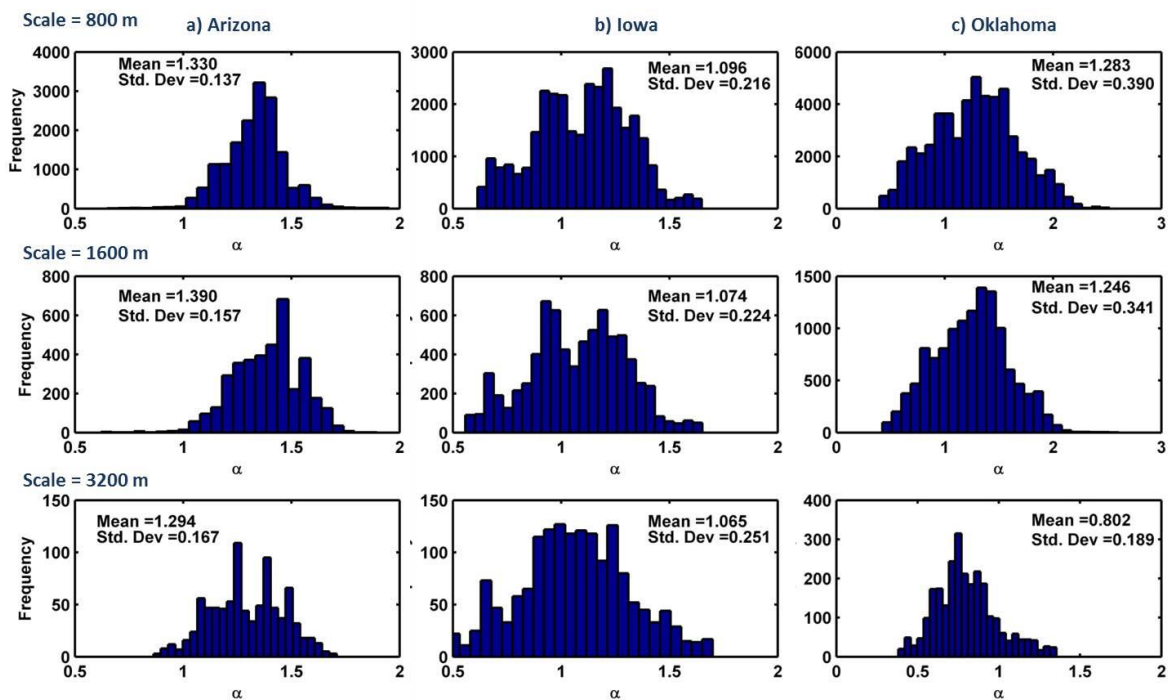 Scale = 800 m
a) Arizona
b) Iowa
c) Oklahoma
Frequency
4000
3000
2000
1000
0
Mean =1.330
Std. Dev =0.137
0.5
1
1.5
2
α
3000
2000
1000
0
Mean =1.096
Std. Dev =0.216
0.5
1
1.5
2
α
6000
4000
2000
0
Mean =1.283
Std. Dev =0.390
0
1
2
3
α
Scale = 1600 m
Frequency
800
600
400
200
0
Mean =1.390
Std. Dev =0.157
0.5
1
1.5
2
α
800
600
400
200
0
Mean =1.074
Std. Dev =0.224
0.5
1
1.5
2
α
1500
1000
500
0
Mean =1.246
Std. Dev =0.341
0
1
2
3
α
Scale = 3200 m
Frequency
150
100
50
0
Mean =1.294
Std. Dev =0.167
0.5
1
1.5
2
α
150
100
50
0
Mean =1.065
Std. Dev =0.251
0.5
1
1.5
2
α
400
300
200
100
0
Mean =0.802
Std. Dev =0.189
0
0.5
1
1.5
2
α